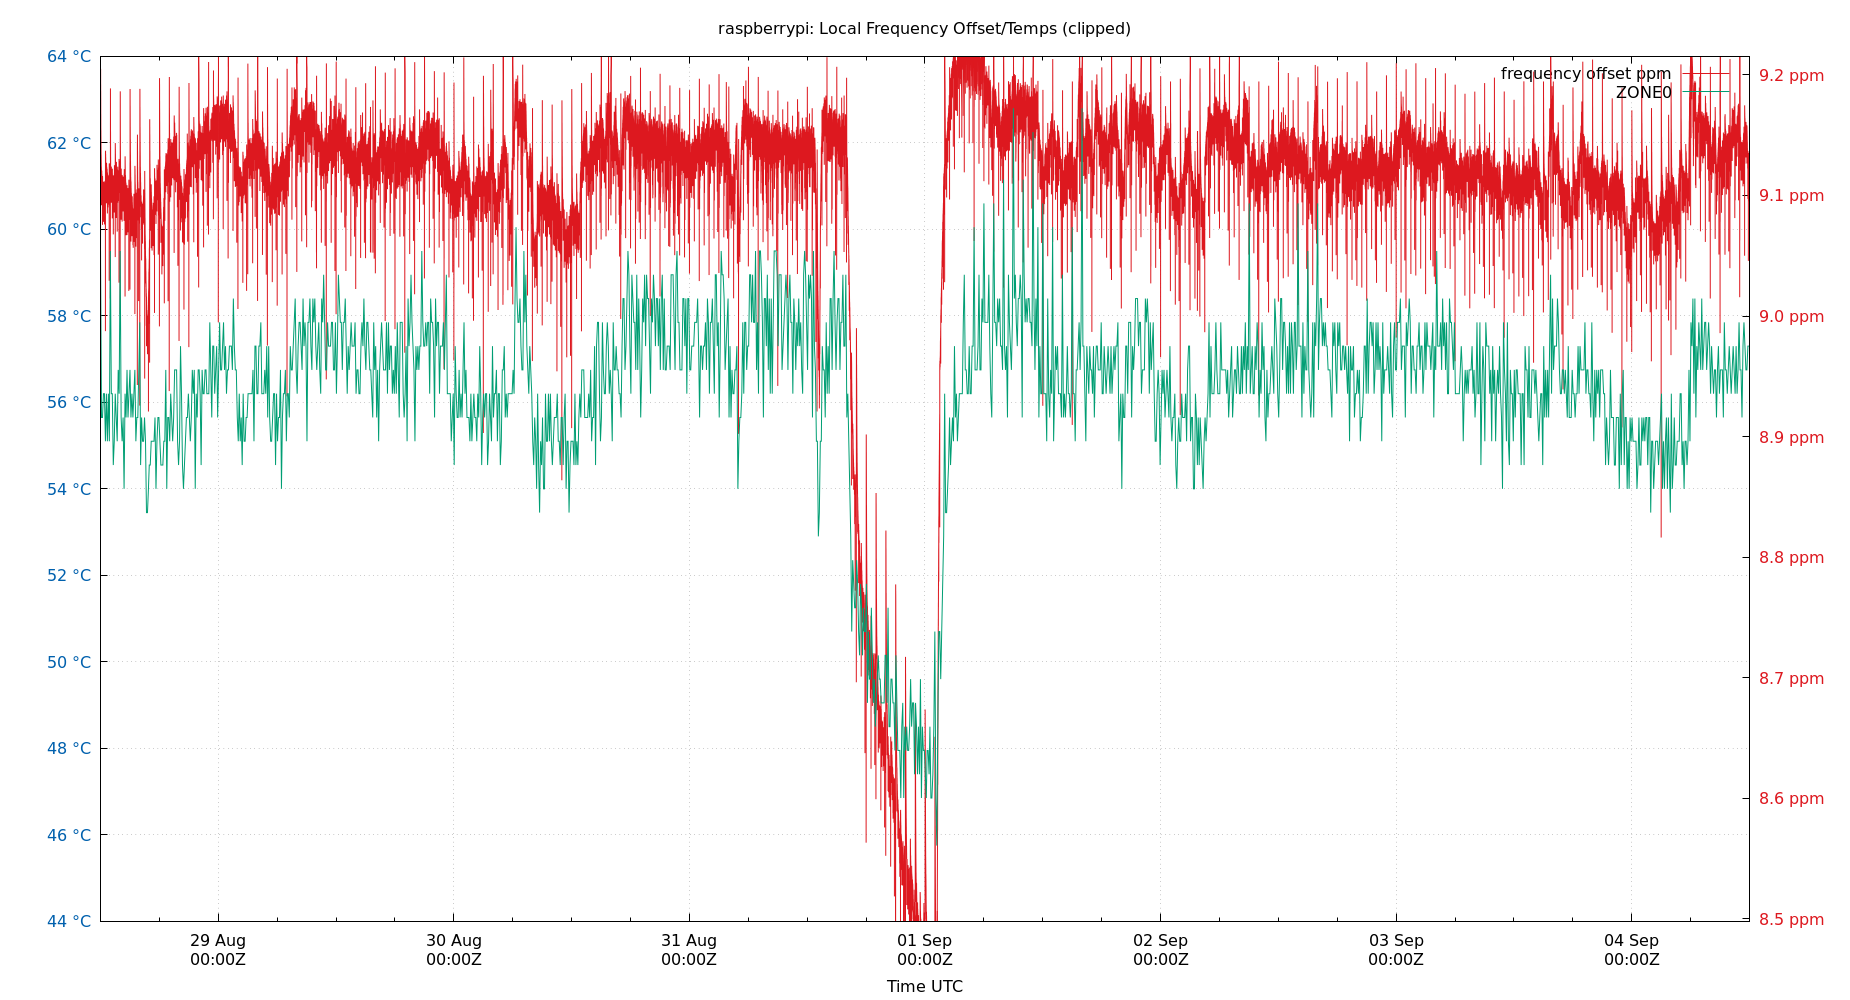 raspberrypi: Local Frequency Offset/Temps (clipped)
64 °C
62 °C
60 °C
58 °C
56 °C
54 °C
52 °C
50 °C
48 °C
46 °C
44 °C
frequency offset ppm
ZONE0
9.2 ppm
9.1 ppm
9.0 ppm
8.9 ppm
8.8 ppm
8.7 ppm
8.6 ppm
8.5 ppm
29 Aug
00:00Z
30 Aug
00:00Z
31 Aug
00:00Z
01 Sep
00:00Z
02 Sep
00:00Z
03 Sep
00:00Z
04 Sep
00:00Z
Time UTC